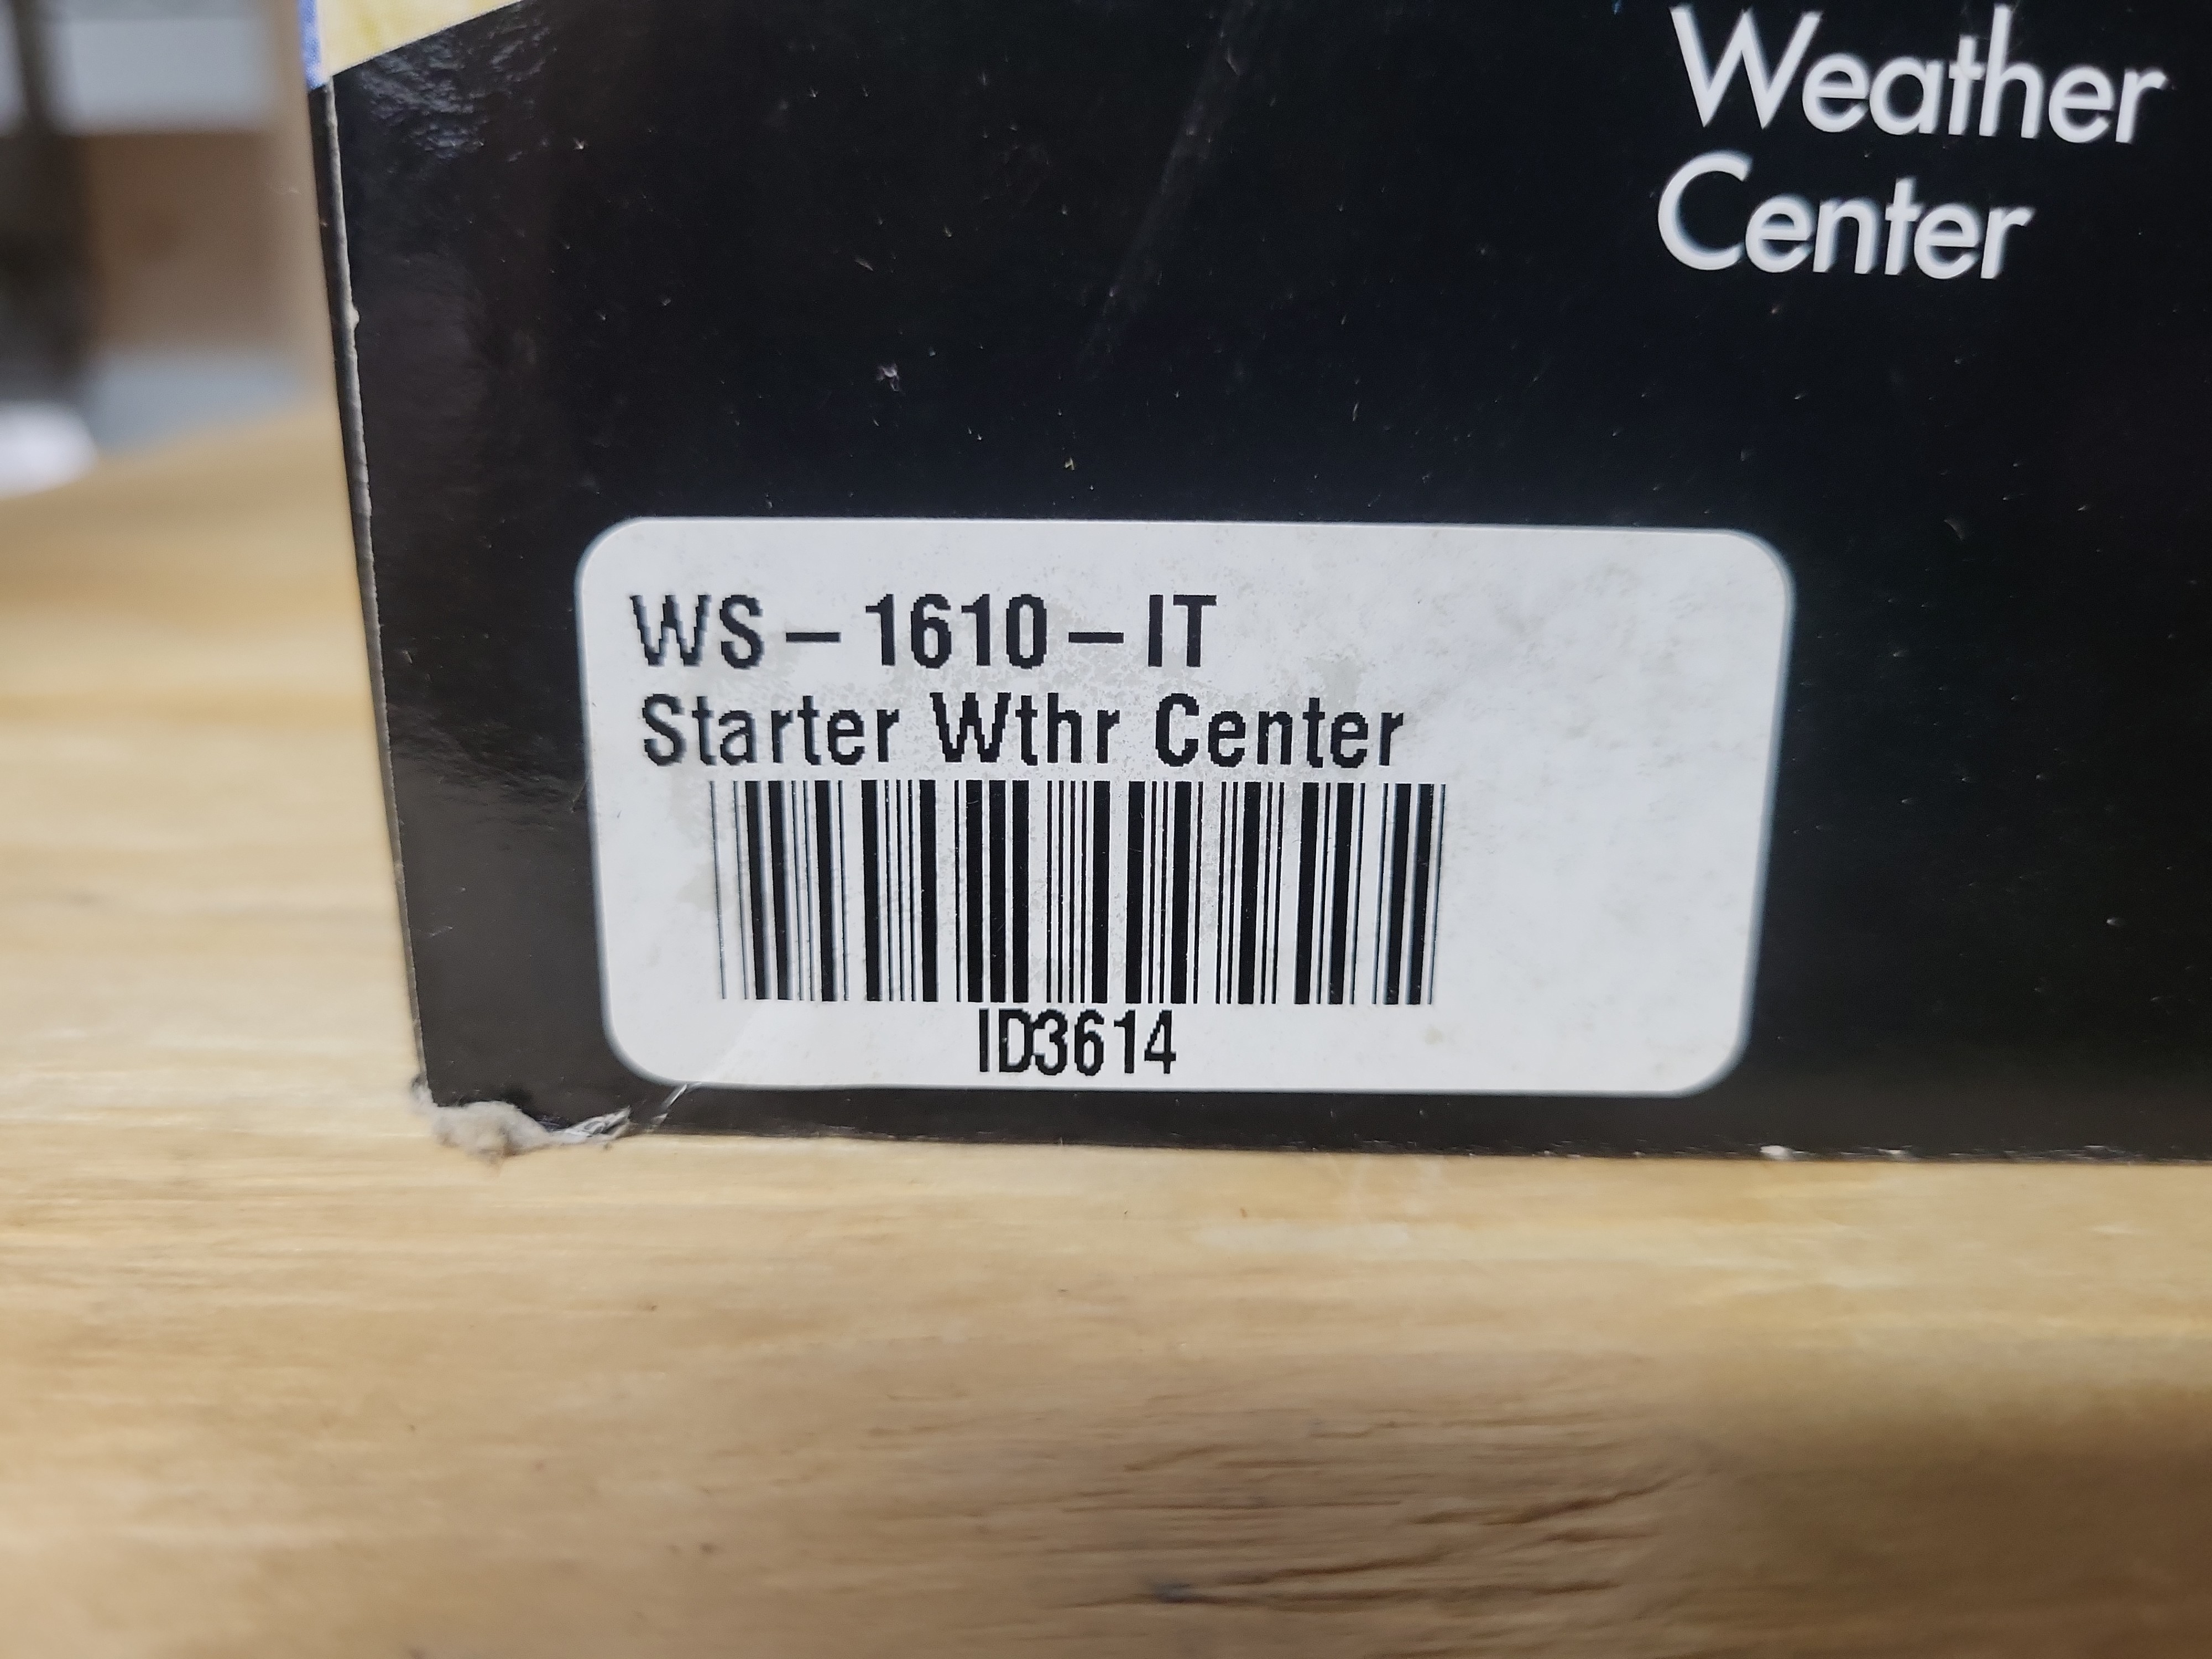 Weather
Center
WS-1610-IT
Starter Wthr Center
ID3614